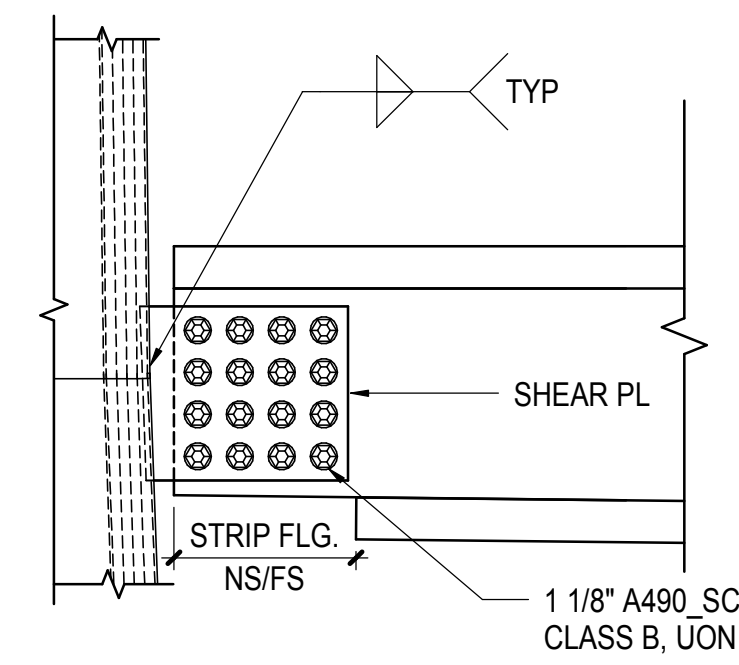 TYP
SHEAR PL
STRIP FLG.
NS/FS
1 1/8" A490_SC
CLASS B, UON